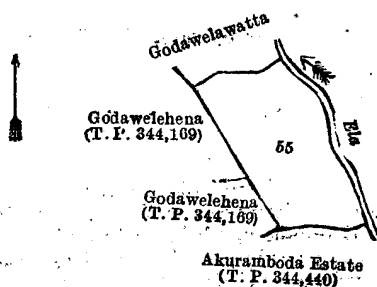 Godawelawatta
Godawelehena
(T. P. 344,169)
55
Ela
Godawelehena
(T. P. 344,169)
Akuramboda Estate
(T. P. 344,440)